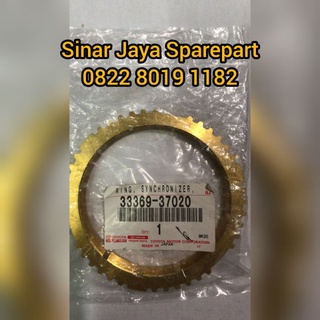 Sinar Jaya Sparepart
0822 8019 1182
RING, SYNCHRONIZER,
33369-37020
1
TOYOTA MOTOR CORPORATION
MADE IN JAPAN